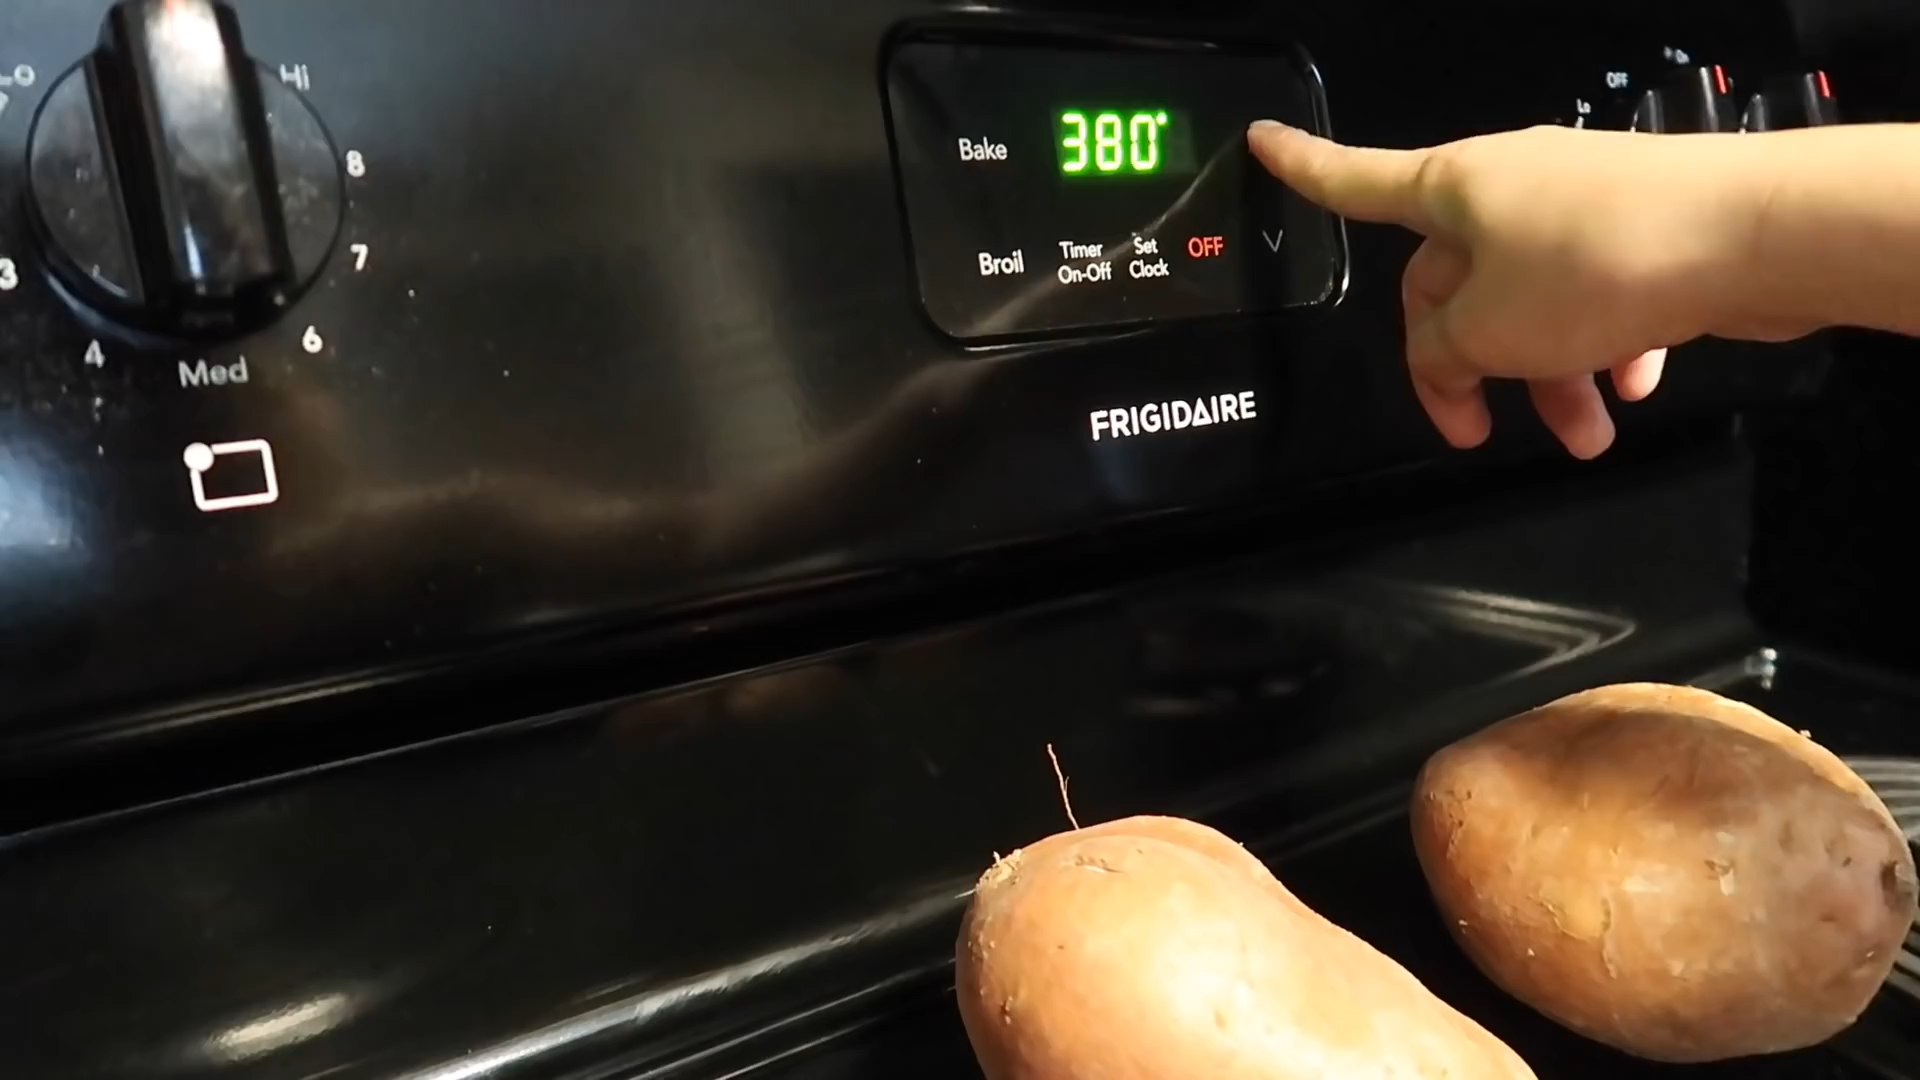 Lo
Hi
8
7
6
Med
4
3
Bake
380°
Broil
Timer
On-Off
Set
Clock
OFF
FRIGIDAIRE
OFF
On
Lo